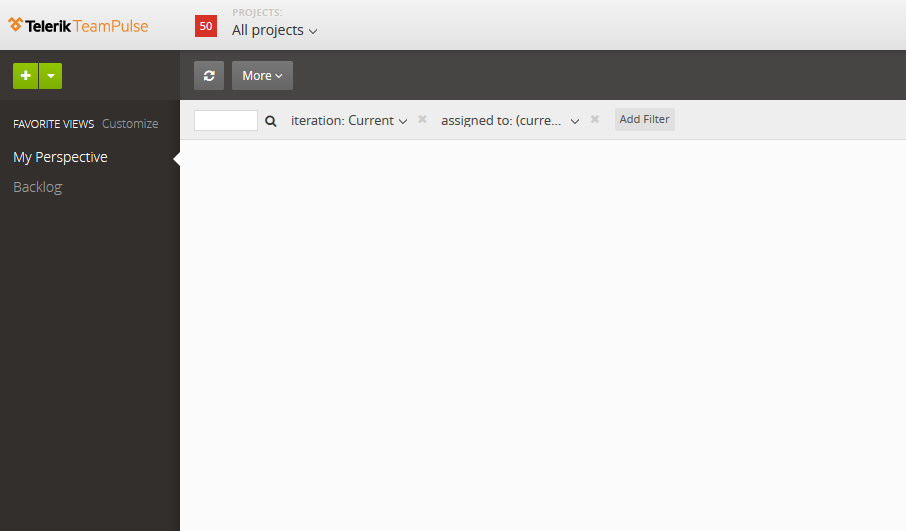 Telerik TeamPulse
50
PROJECTS:
All projects
More
FAVORITE VIEWS Customize
My Perspective
Backlog
iteration: Current
assigned to: (curre...
Add Filter